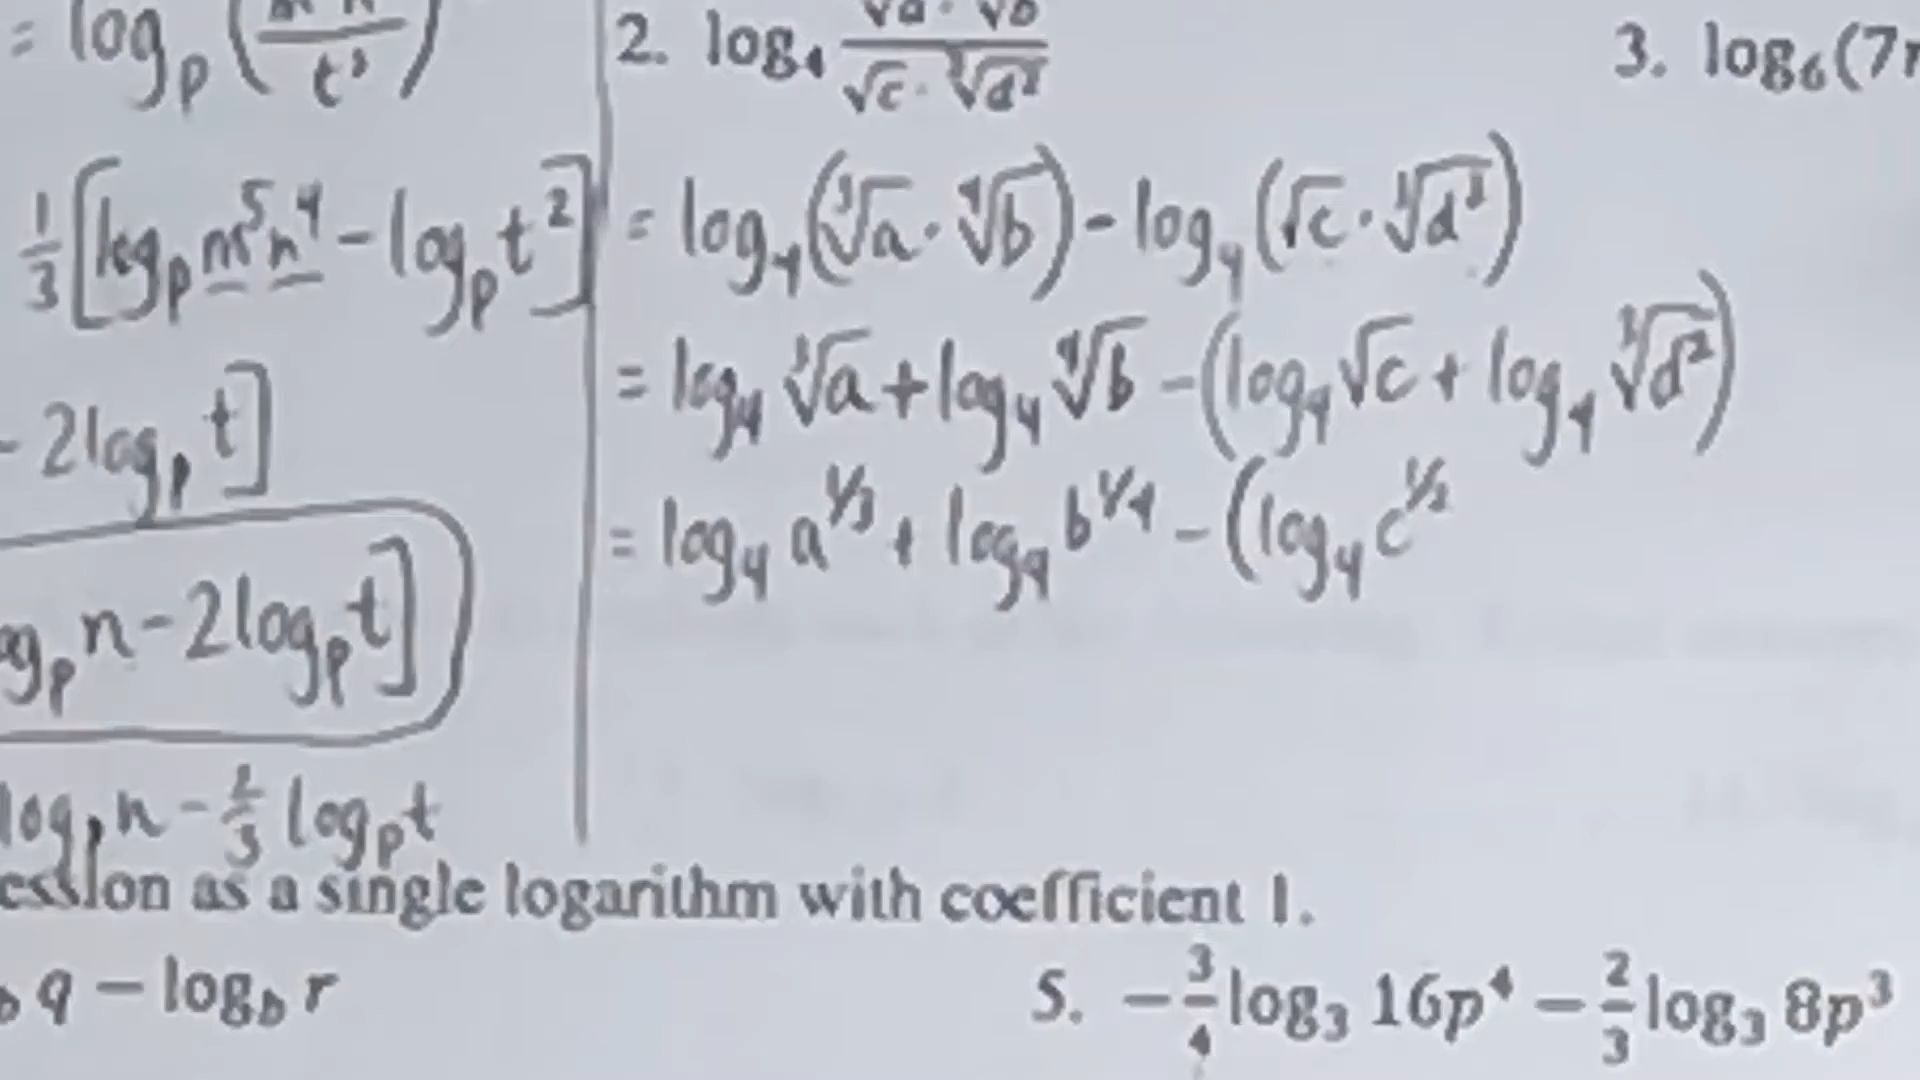 = log_p (m n / t³)
1/3 [log_p m⁵n⁴ - log_p t²]
- 2log_p t]
og_p n - 2log_p t]
log_p n - 2/3 log_p t
2. log₄ √a · √b / √c · ∛d²
= log₄(∛a · ∜b) - log₄(√c · ∛d²)
= log₄ ∛a + log₄ ∜b - (log₄ √c + log₄ ∛d²)
= log₄ a^1/3 + log₄ b^1/4 - (log₄ c^1/2
3. log₆(7r
ession as a single logarithm with coefficient 1.
b q − log_b r
5. −3/4 log₃ 16p⁴ − 2/3 log₃ 8p³